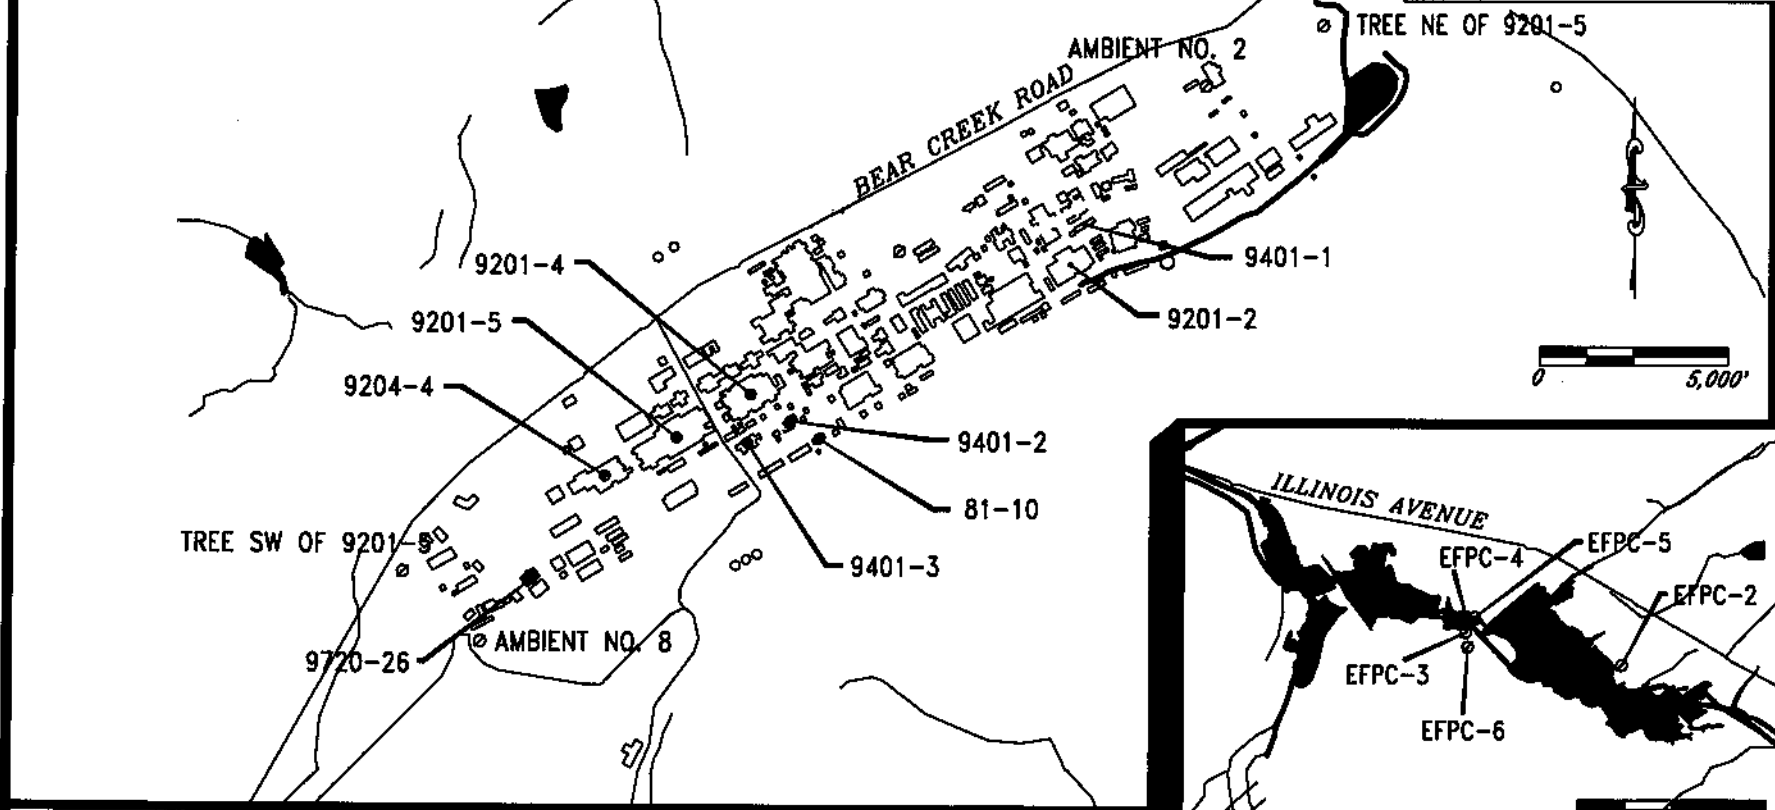 TREE NE OF 9201-5
AMBIENT NO. 2
BEAR CREEK ROAD
9201-4
9401-1
9201-5
9201-2
9204-4
0 5,000'
9401-2
81-10
TREE SW OF 9201-5
9401-3
AMBIENT NO. 8
9720-26
ILLINOIS AVENUE
EFPC-5
EFPC-4
EFPC-2
EFPC-3
EFPC-6